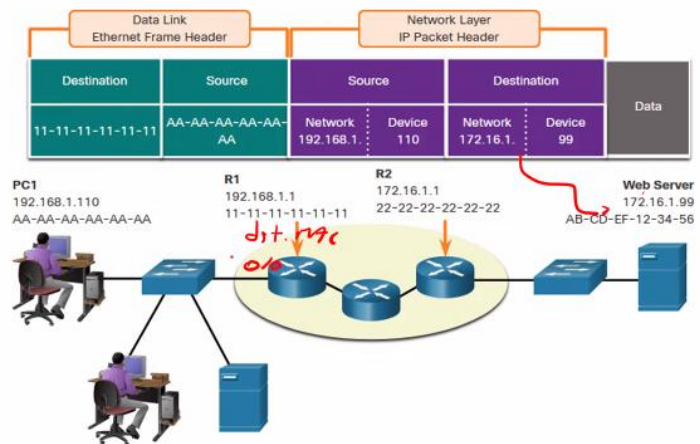 Data Link
Ethernet Frame Header
Network Layer
IP Packet Header
Destination
Source
Source
Destination
Data
11-11-11-11-11-11
AA-AA-AA-AA-AA-
AA
Network
192.168.1.
Device
110
Network
172.16.1.
Device
99
PC1
192.168.1.110
AA-AA-AA-AA-AA-AA
R1
192.168.1.1
11-11-11-11-11-11
R2
172.16.1.1
22-22-22-22-22-22
Web Server
172.16.1.99
AB-CD-EF-12-34-56